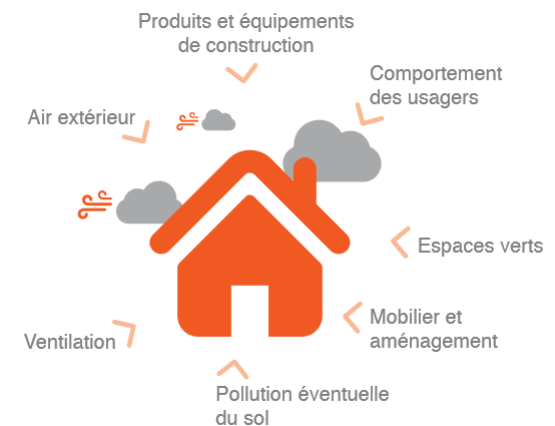 Produits et équipements
de construction
Comportement
des usagers
Air extérieur
Espaces verts
Mobilier et
aménagement
Ventilation
Pollution éventuelle
du sol